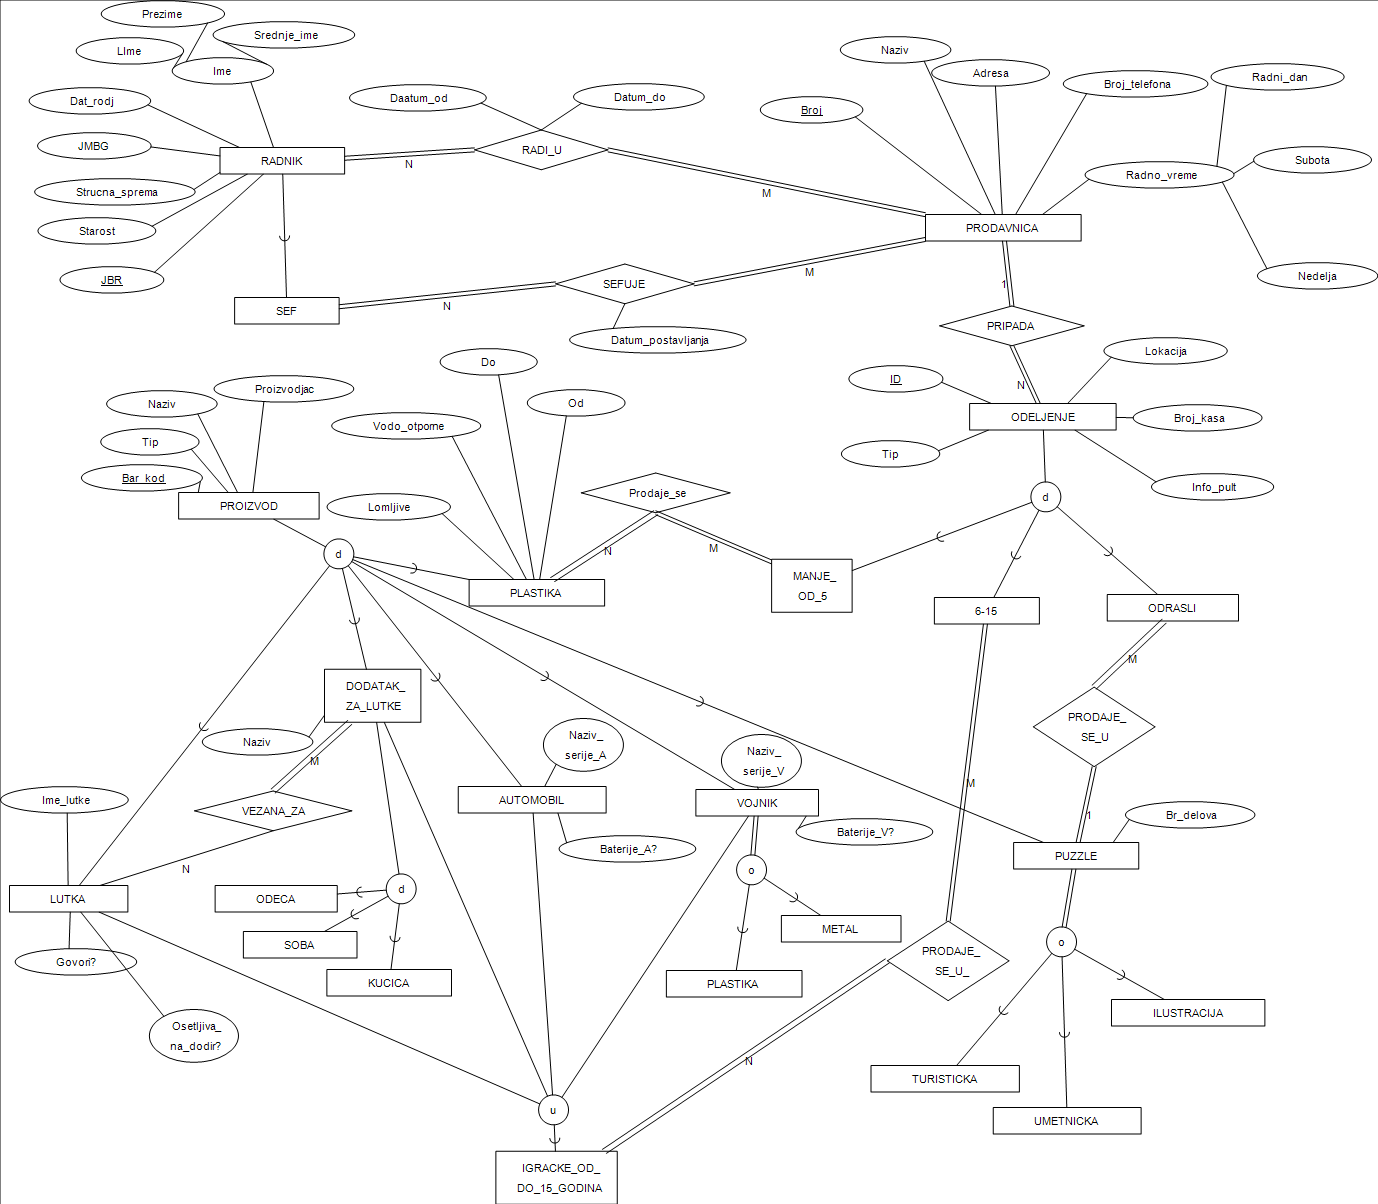 Prezime
Srednje_ime
LIme
Ime
Dat_rodj
JMBG
Strucna_sprema
Starost
JBR
RADNIK
Daatum_od
Datum_do
RADI_U
N
M
Naziv
Adresa
Broj_telefona
Broj
Radni_dan
Subota
Radno_vreme
Nedelja
PRODAVNICA
SEF
SEFUJE
N
M
Datum_postavljanja
1
PRIPADA
N
Lokacija
ID
ODELJENJE
Broj_kasa
Tip
Info_pult
d
Do
Od
Vodo_otporne
Lomljive
Proizvodjac
Naziv
Tip
Bar_kod
PROIZVOD
d
Prodaje_se
N
M
PLASTIKA
MANJE_
OD_5
6-15
ODRASLI
M
PRODAJE_
SE_U
1
DODATAK_
ZA_LUTKE
Naziv
M
VEZANA_ZA
N
Ime_lutke
LUTKA
Govori?
Osetljiva_
na_dodir?
ODECA
SOBA
KUCICA
d
Naziv_
serije_A
AUTOMOBIL
Baterije_A?
Naziv_
serije_V
VOJNIK
Baterije_V?
o
METAL
PLASTIKA
M
PRODAJE_
SE_U_
N
Br_delova
PUZZLE
o
ILUSTRACIJA
TURISTICKA
UMETNICKA
u
IGRACKE_OD_
DO_15_GODINA